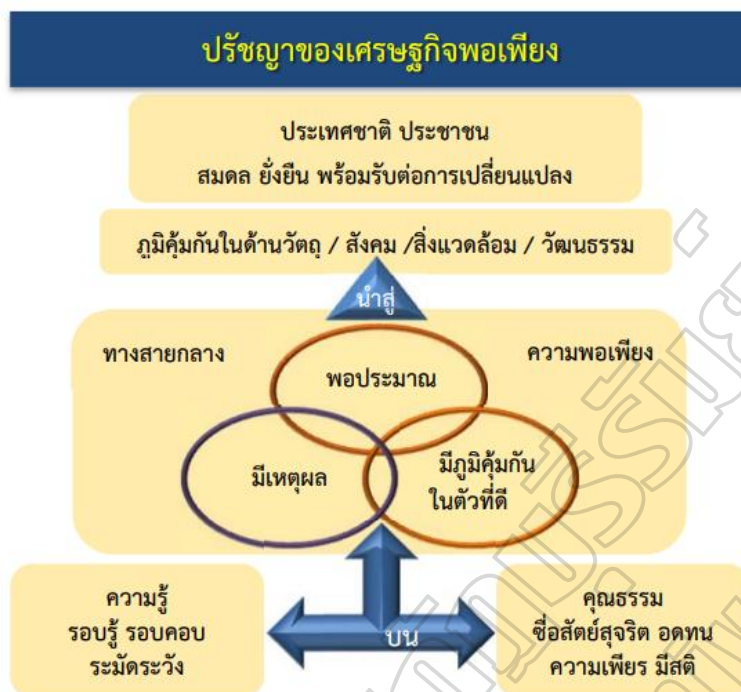 ปรัชญาของเศรษฐกิจพอเพียง
ประเทศชาติ ประชาชน
สมดล ยั่งยืน พร้อมรับต่อการเปลี่ยนแปลง
ภูมิคุ้มกันในด้านวัตถุ / สังคม /สิ่งแวดล้อม / วัฒนธรรม
นำสู่
ทางสายกลาง
ความพอเพียง
พอประมาณ
มีเหตุผล
มีภูมิคุ้มกัน
ในตัวที่ดี
ความรู้
รอบรู้ รอบคอบ
ระมัดระวัง
บน
คุณธรรม
ซื่อสัตย์สุจริต อดทน
ความเพียร มีสติ